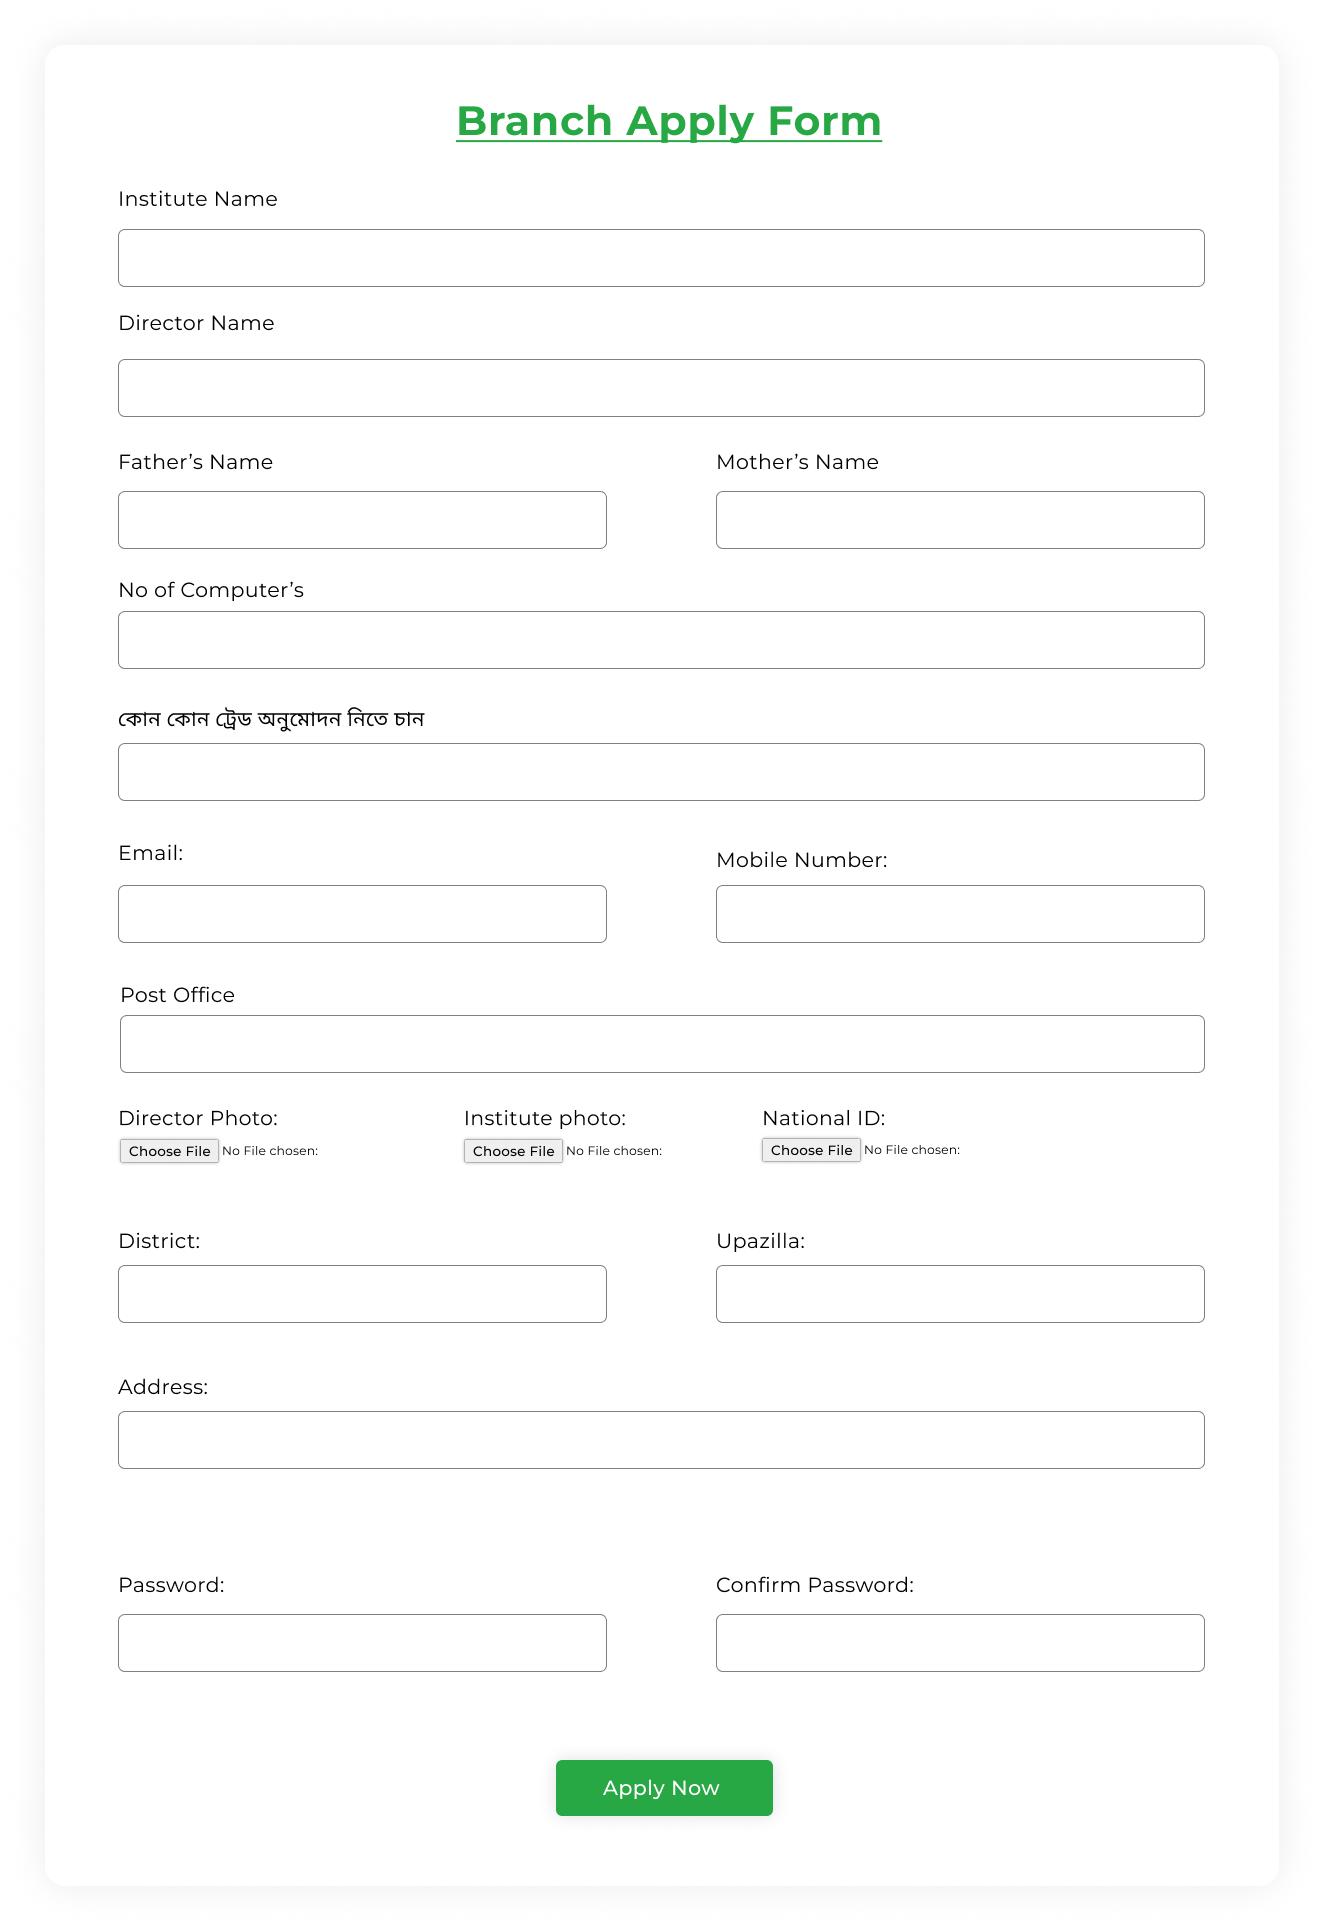 Branch Apply Form
Institute Name
Director Name
Father’s Name
Mother’s Name
No of Computer’s
কোন কোন ট্রেড অনুমোদন নিতে চান
Email:
Mobile Number:
Post Office
Director Photo:
Institute photo:
National ID:
Choose File No File chosen:
Choose File No File chosen:
Choose File No File chosen:
District:
Upazilla:
Address:
Password:
Confirm Password:
Apply Now